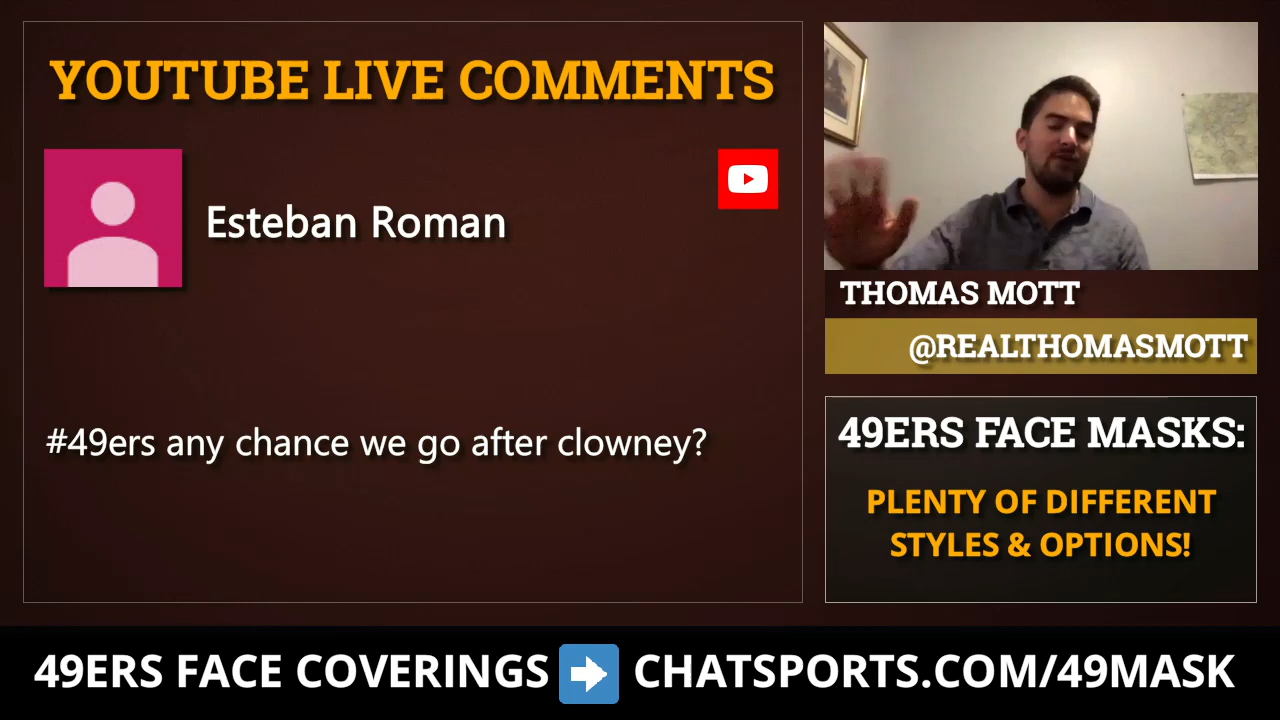 YOUTUBE LIVE COMMENTS
Esteban Roman
#49ers any chance we go after clowney?
THOMAS MOTT
@REALTHOMASMOTT
49ERS FACE MASKS:
PLENTY OF DIFFERENT
STYLES & OPTIONS!
49ERS FACE COVERINGS ➡ CHATSPORTS.COM/49MASK